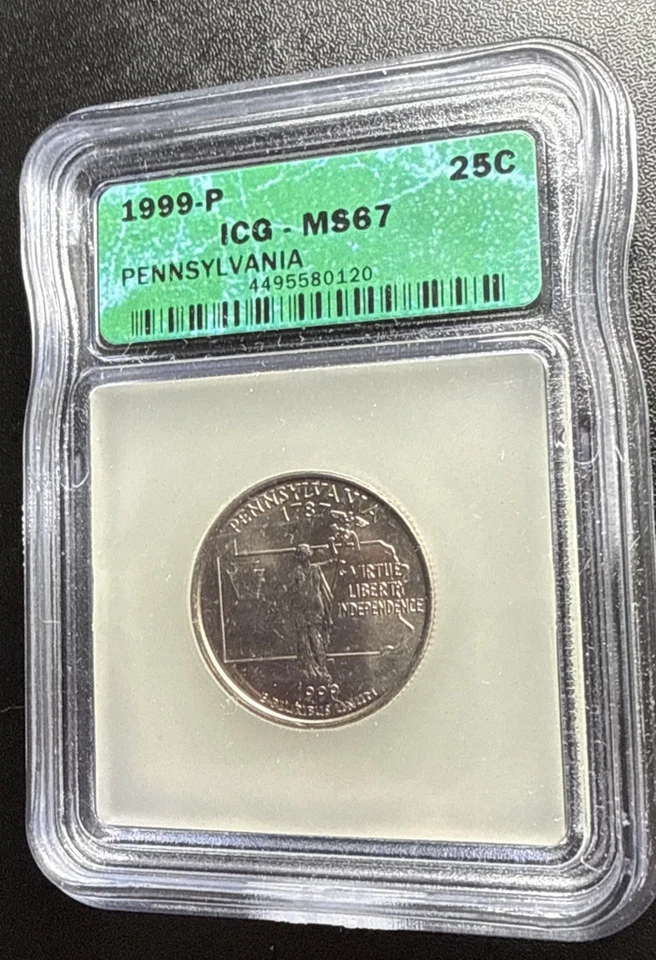 1999-P 25C
ICG - MS67
PENNSYLVANIA
4495580120
PENNSYLVANIA
1787
VIRTUE
LIBERTY
INDEPENDENCE
1999
E PLURIBUS UNUM